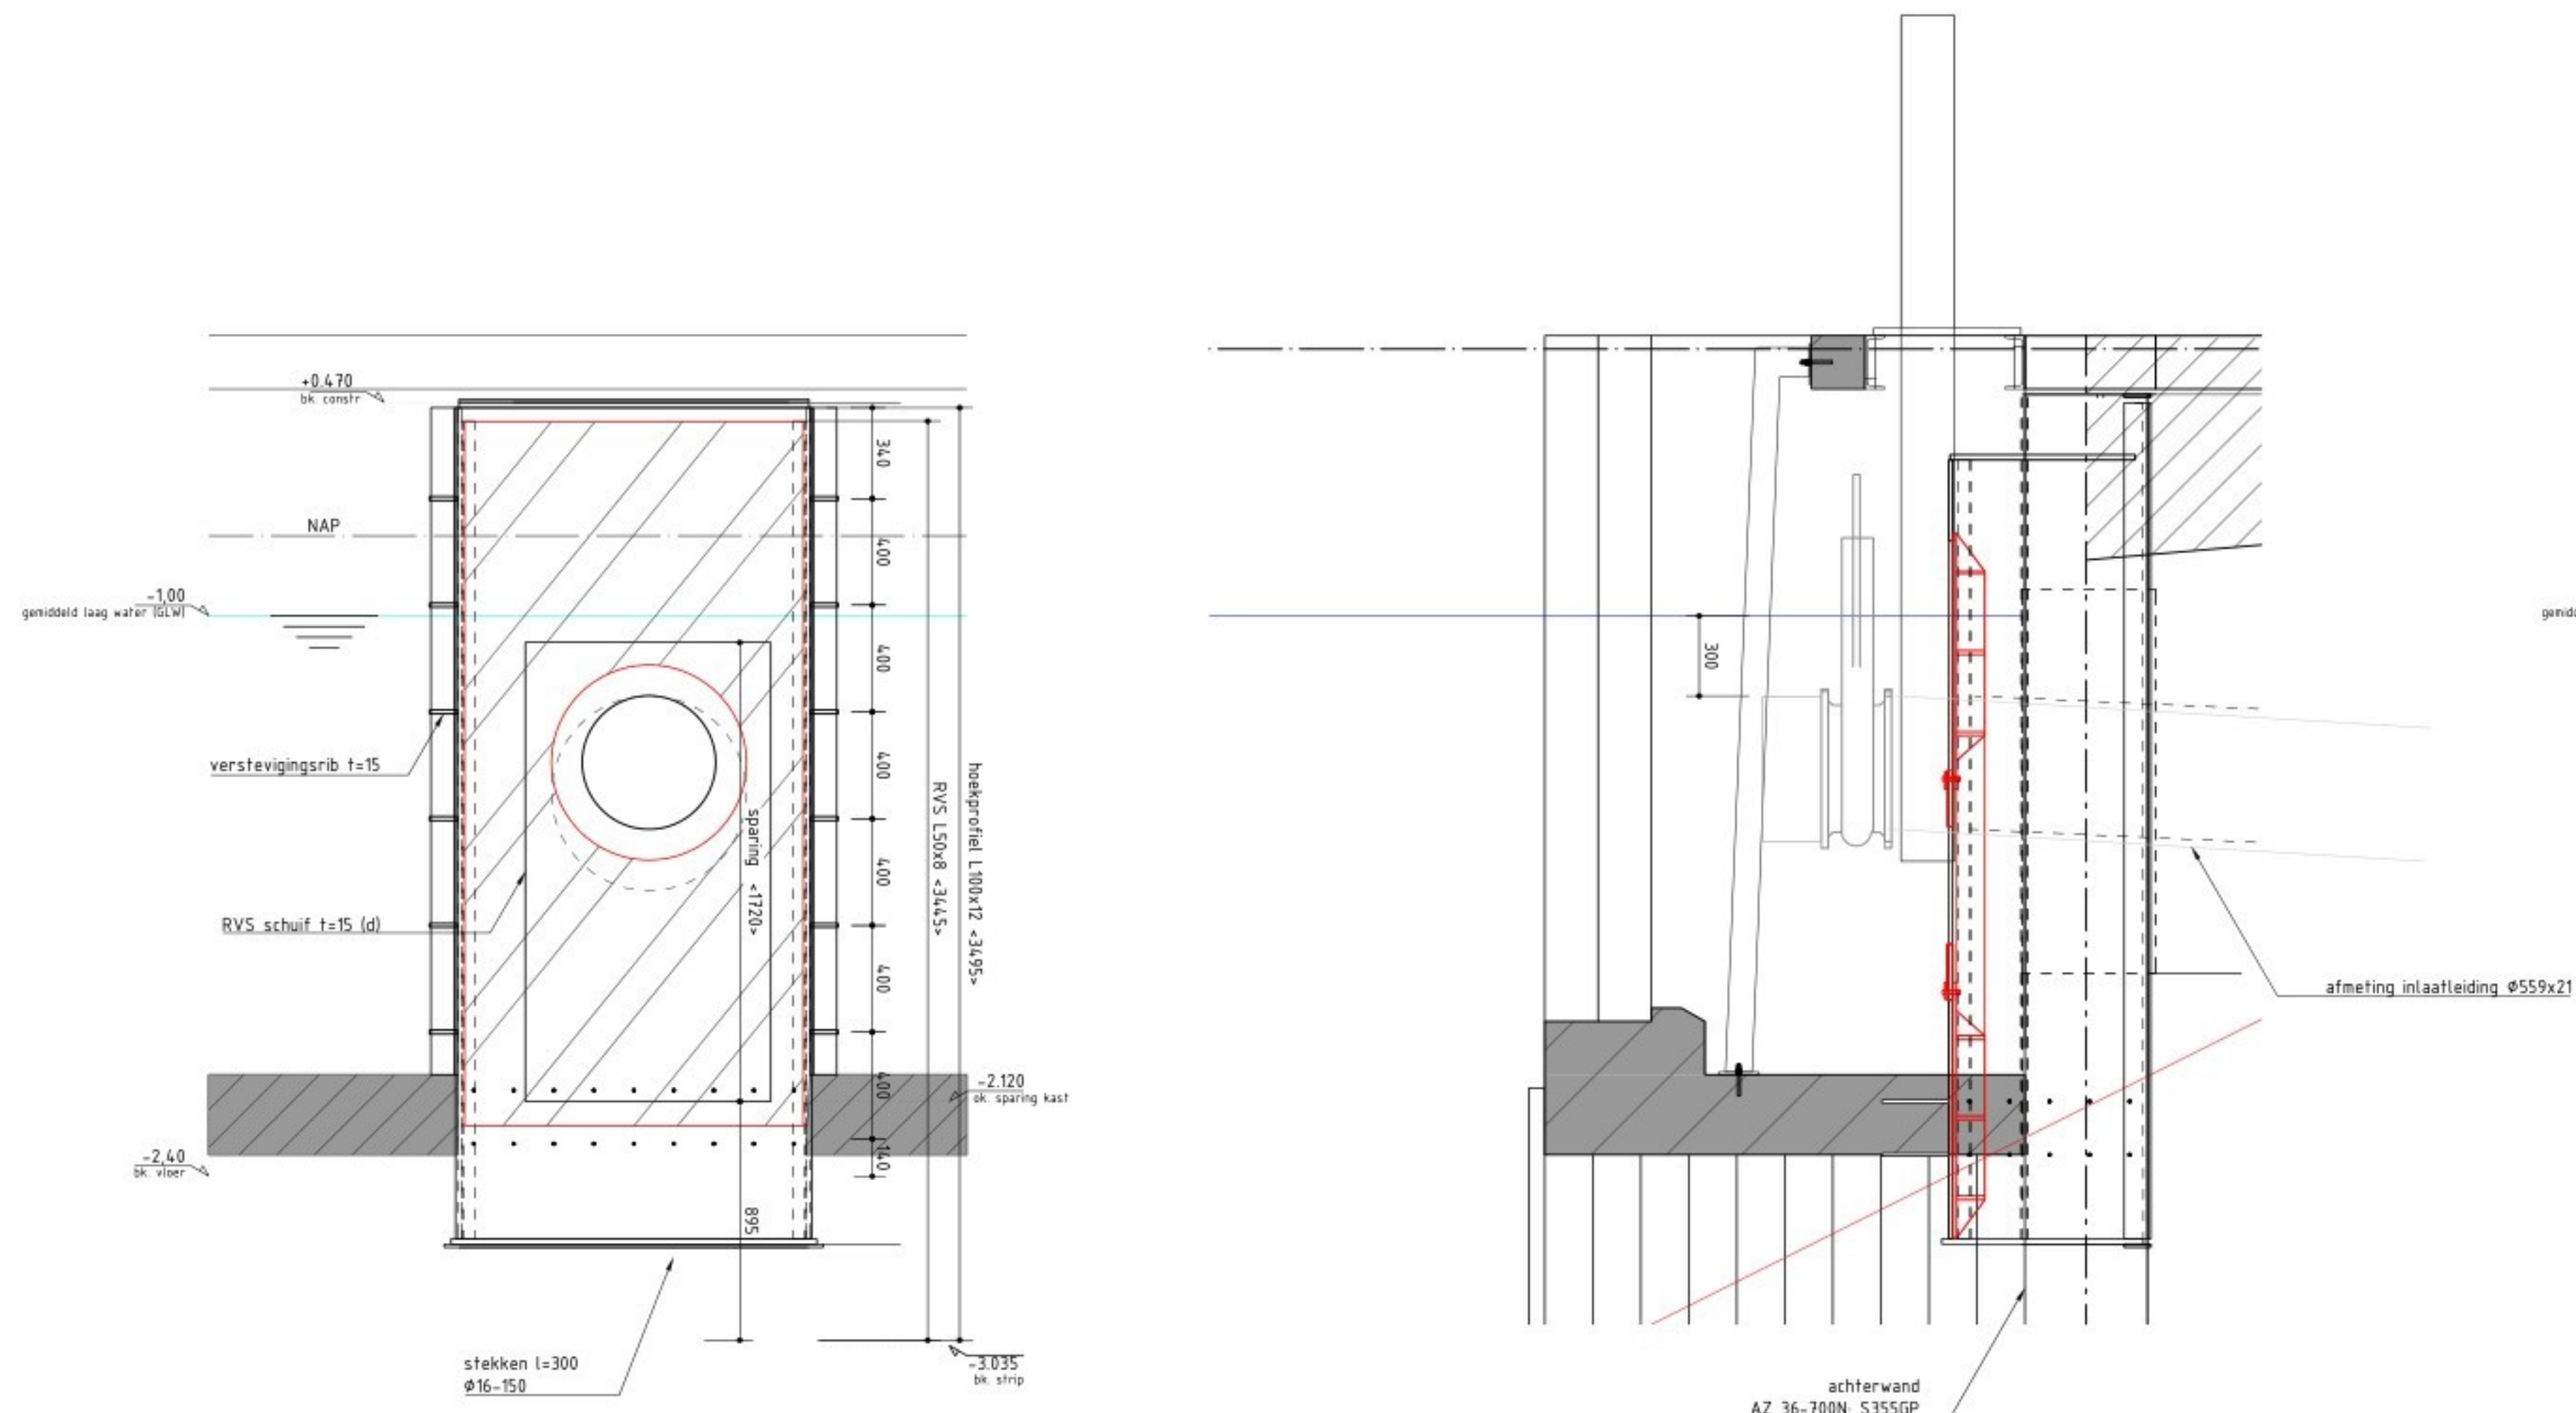 +0.470
bk. constr
NAP
-1,00
gemiddeld laag water (GLW)
verstevigingsrib t=15
RVS schuif t=15 (d)
-2,40
bk. vloer
stekken l=300
Ø16-150
340
400
400
400
400
400
400
140
sparing <1720>
895
RVS L50x8 <3445>
hoekprofiel L100x12 <3495>
-2.120
ok. sparing kast
-3.035
bk. strip
300
afmeting inlaatleiding Ø559x21
achterwand
AZ 36-700N; S355GP